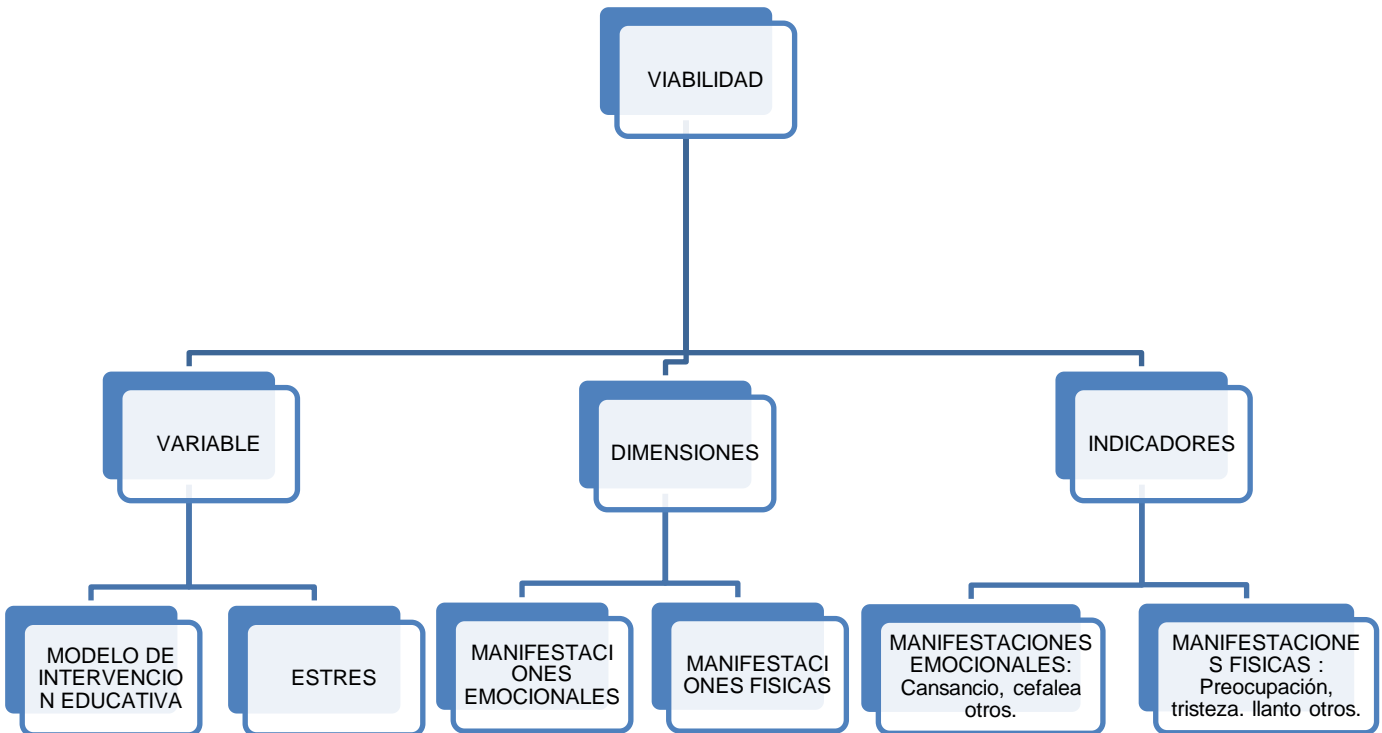 VIABILIDAD
VARIABLE
DIMENSIONES
INDICADORES
MODELO DE
INTERVENCIO
N EDUCATIVA
ESTRES
MANIFESTACI
ONES
EMOCIONALES
MANIFESTACI
ONES FISICAS
MANIFESTACIONES
EMOCIONALES:
Cansancio, cefalea
otros.
MANIFESTACIONE
S FISICAS :
Preocupación,
tristeza. llanto otros.